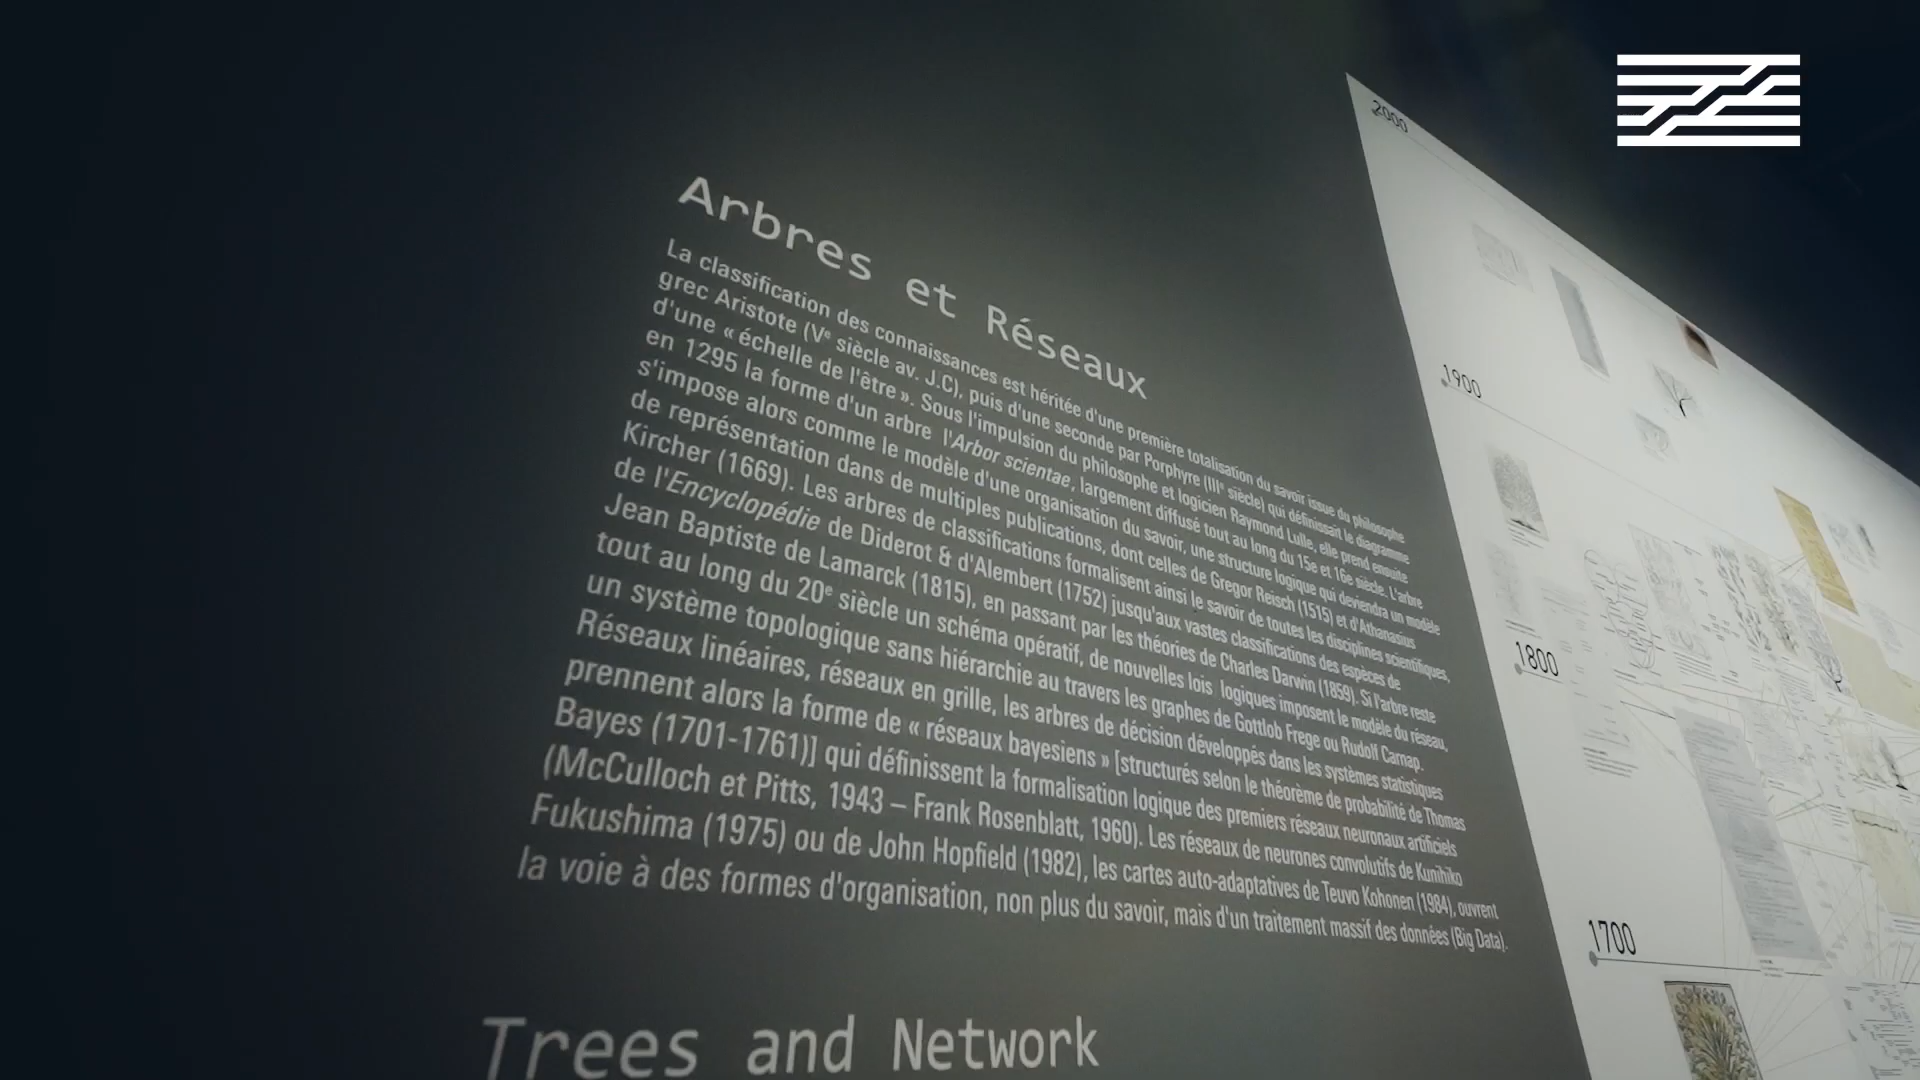 Arbres et Réseaux
La classification des connaissances est héritée d'une première totalisation du savoir issue du philosophe
grec Aristote (Vᵉ siècle av. J.C), puis d'une seconde par Porphyre (IIIᵉ siècle) qui définissait le diagramme
d'une « échelle de l'être ». Sous l'impulsion du philosophe et logicien Raymond Lulle, elle prend ensuite
en 1295 la forme d'un arbre l'Arbor scientae, largement diffusé tout au long du 15e et 16e siècle. L'arbre
s'impose alors comme le modèle d'une organisation du savoir, une structure logique qui deviendra un modèle
de représentation dans de multiples publications, dont celles de Gregor Reisch (1515) et d'Athanasius
Kircher (1669). Les arbres de classifications formalisent ainsi le savoir de toutes les disciplines scientifiques,
de l'Encyclopédie de Diderot & d'Alembert (1752) jusqu'aux vastes classifications des espèces de
Jean Baptiste de Lamarck (1815), en passant par les théories de Charles Darwin (1859). Si l'arbre reste
tout au long du 20ᵉ siècle un schéma opératif, de nouvelles lois logiques imposent le modèle du réseau,
un système topologique sans hiérarchie au travers les graphes de Gottlob Frege ou Rudolf Carnap.
Réseaux linéaires, réseaux en grille, les arbres de décision développés dans les systèmes statistiques
prennent alors la forme de « réseaux bayesiens » [structurés selon le théorème de probabilité de Thomas
Bayes (1701-1761)] qui définissent la formalisation logique des premiers réseaux neuronaux artificiels
(McCulloch et Pitts, 1943 – Frank Rosenblatt, 1960). Les réseaux de neurones convolutifs de Kunihiko
Fukushima (1975) ou de John Hopfield (1982), les cartes auto-adaptatives de Teuvo Kohonen (1984), ouvrent
la voie à des formes d'organisation, non plus du savoir, mais d'un traitement massif des données (Big Data).
Trees and Network
2000
1900
1800
1700